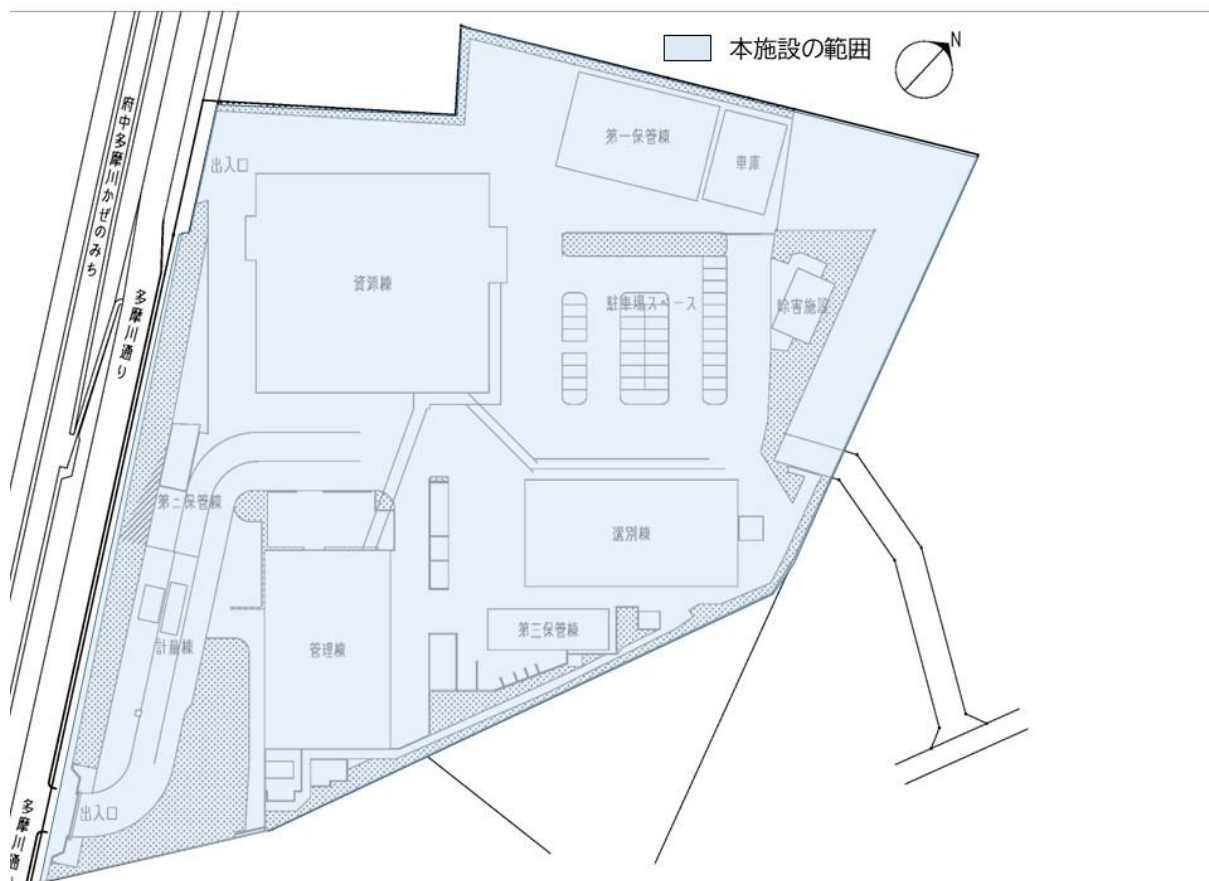 本施設の範囲
N
府中多摩川かぜのみち
多摩川通り
出入口
第一保管棟
車庫
資源棟
駐車場スペース
除害施設
第二保管棟
選別棟
計量棟
管理棟
第三保管棟
出入口
多摩川通り